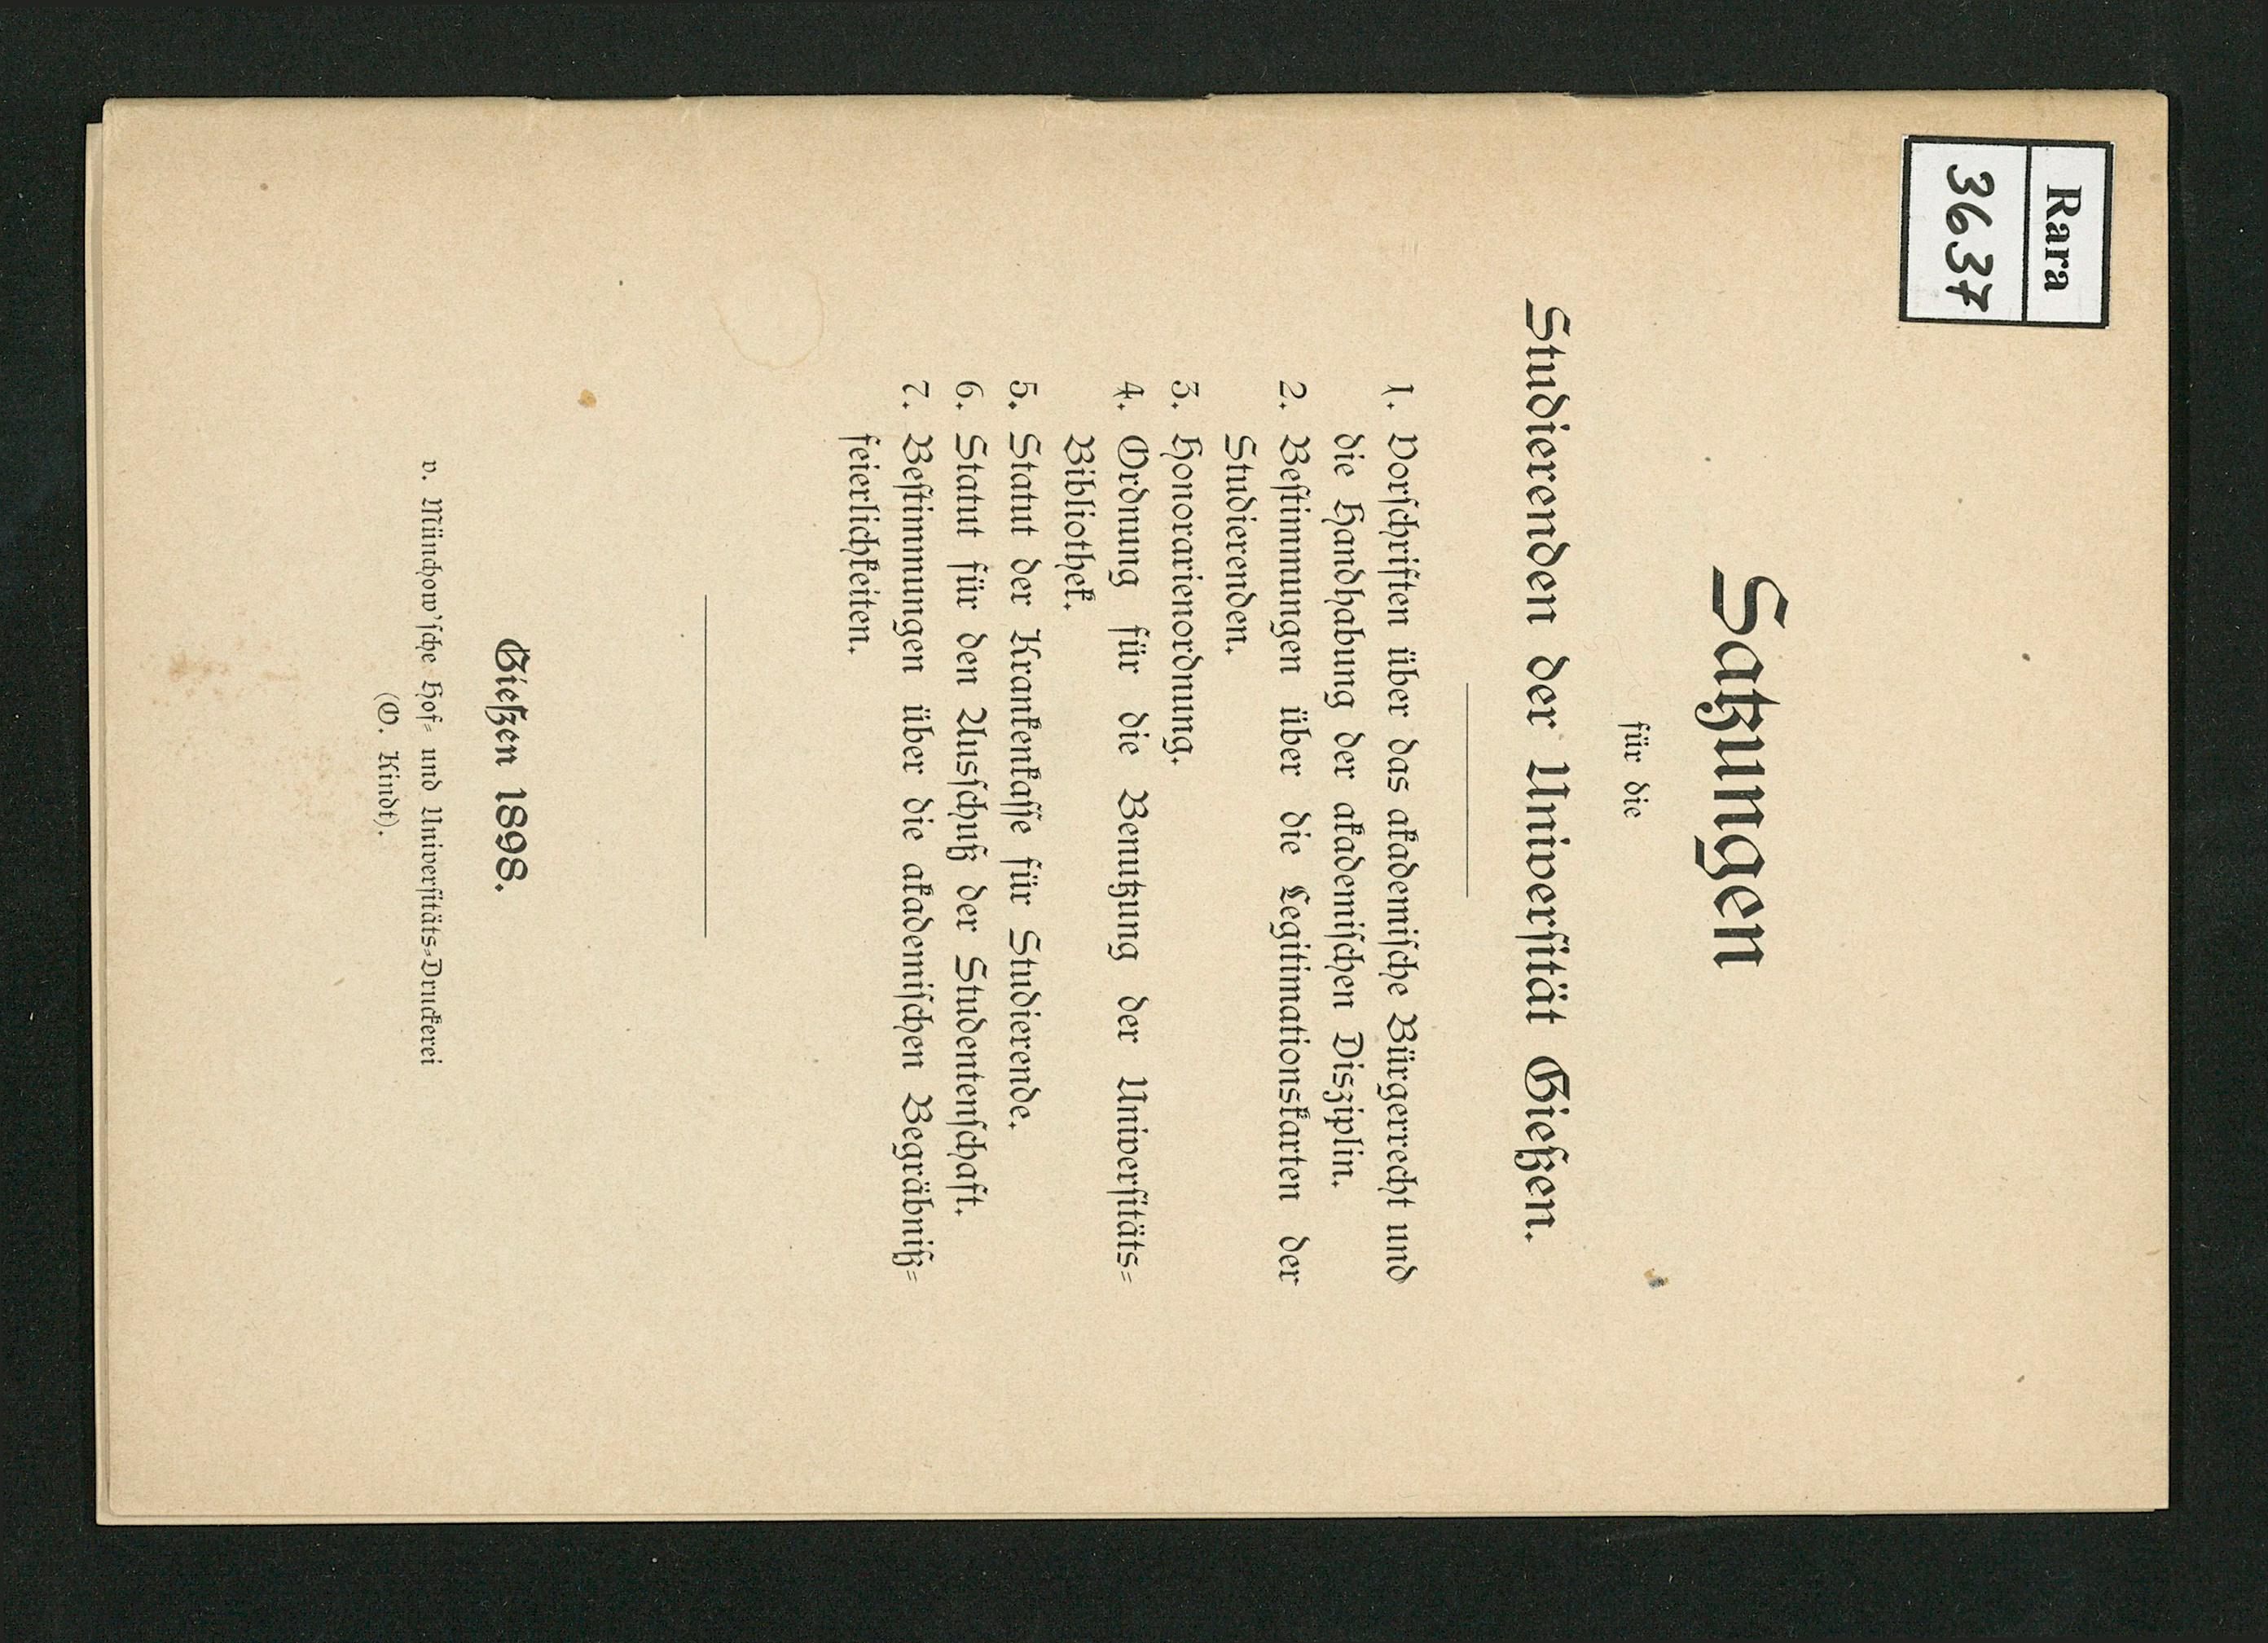 Rara
3637
Satzungen
für die
Studierenden der Universität Gießen.
1. Vorschriften über das akademische Bürgerrecht und
die Handhabung der akademischen Disziplin.
2. Bestimmungen über die Legitimationskarten der
Studierenden.
3. Honorarienordnung.
4. Ordnung für die Benutzung der Universitäts-
Bibliothek.
5. Statut der Krankenkasse für Studierende.
6. Statut für den Ausschuß der Studentenschaft.
7. Bestimmungen über die akademischen Begräbniß-
feierlichkeiten.
Gießen 1898.
v. Münchow'sche Hof- und Universitäts-Druckerei
(O. Kindt).